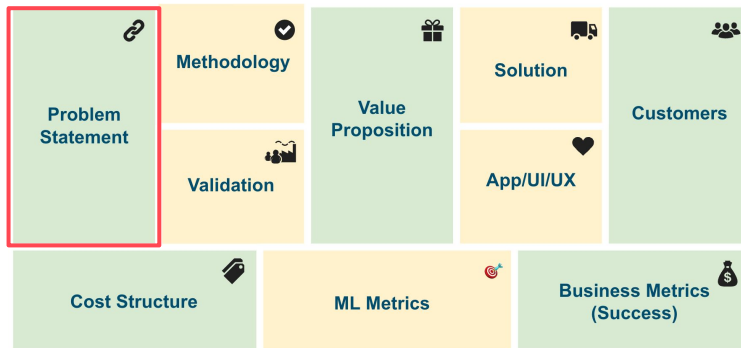 Problem
Statement
Methodology
Validation
Value
Proposition
Solution
App/UI/UX
Customers
Cost Structure
ML Metrics
Business Metrics
(Success)
$